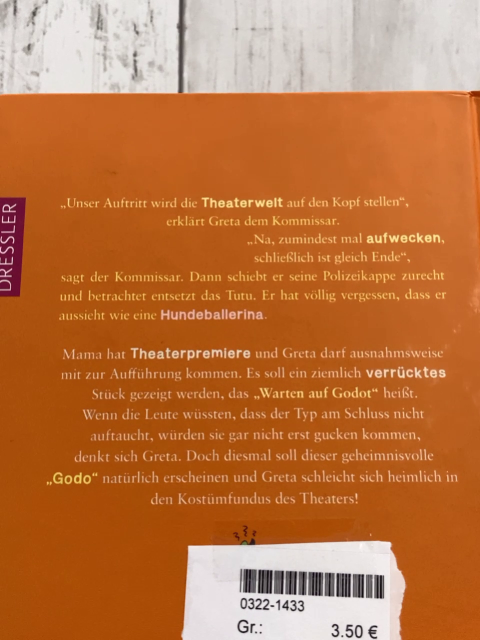 DRESSLER
„Unser Auftritt wird die Theaterwelt auf den Kopf stellen“,
erklärt Greta dem Kommissar.
„Na, zumindest mal aufwecken,
schließlich ist gleich Ende“,
sagt der Kommissar. Dann schiebt er seine Polizeikappe zurecht
und betrachtet entsetzt das Tutu. Er hat völlig vergessen, dass er
aussieht wie eine Hundeballerina.
Mama hat Theaterpremiere und Greta darf ausnahmsweise
mit zur Aufführung kommen. Es soll ein ziemlich verrücktes
Stück gezeigt werden, das „Warten auf Godot“ heißt.
Wenn die Leute wüssten, dass der Typ am Schluss nicht
auftaucht, würden sie gar nicht erst gucken kommen,
denkt sich Greta. Doch diesmal soll dieser geheimnisvolle
„Godo“ natürlich erscheinen und Greta schleicht sich heimlich in
den Kostümfundus des Theaters!
0322-1433
Gr.: 3.50 €